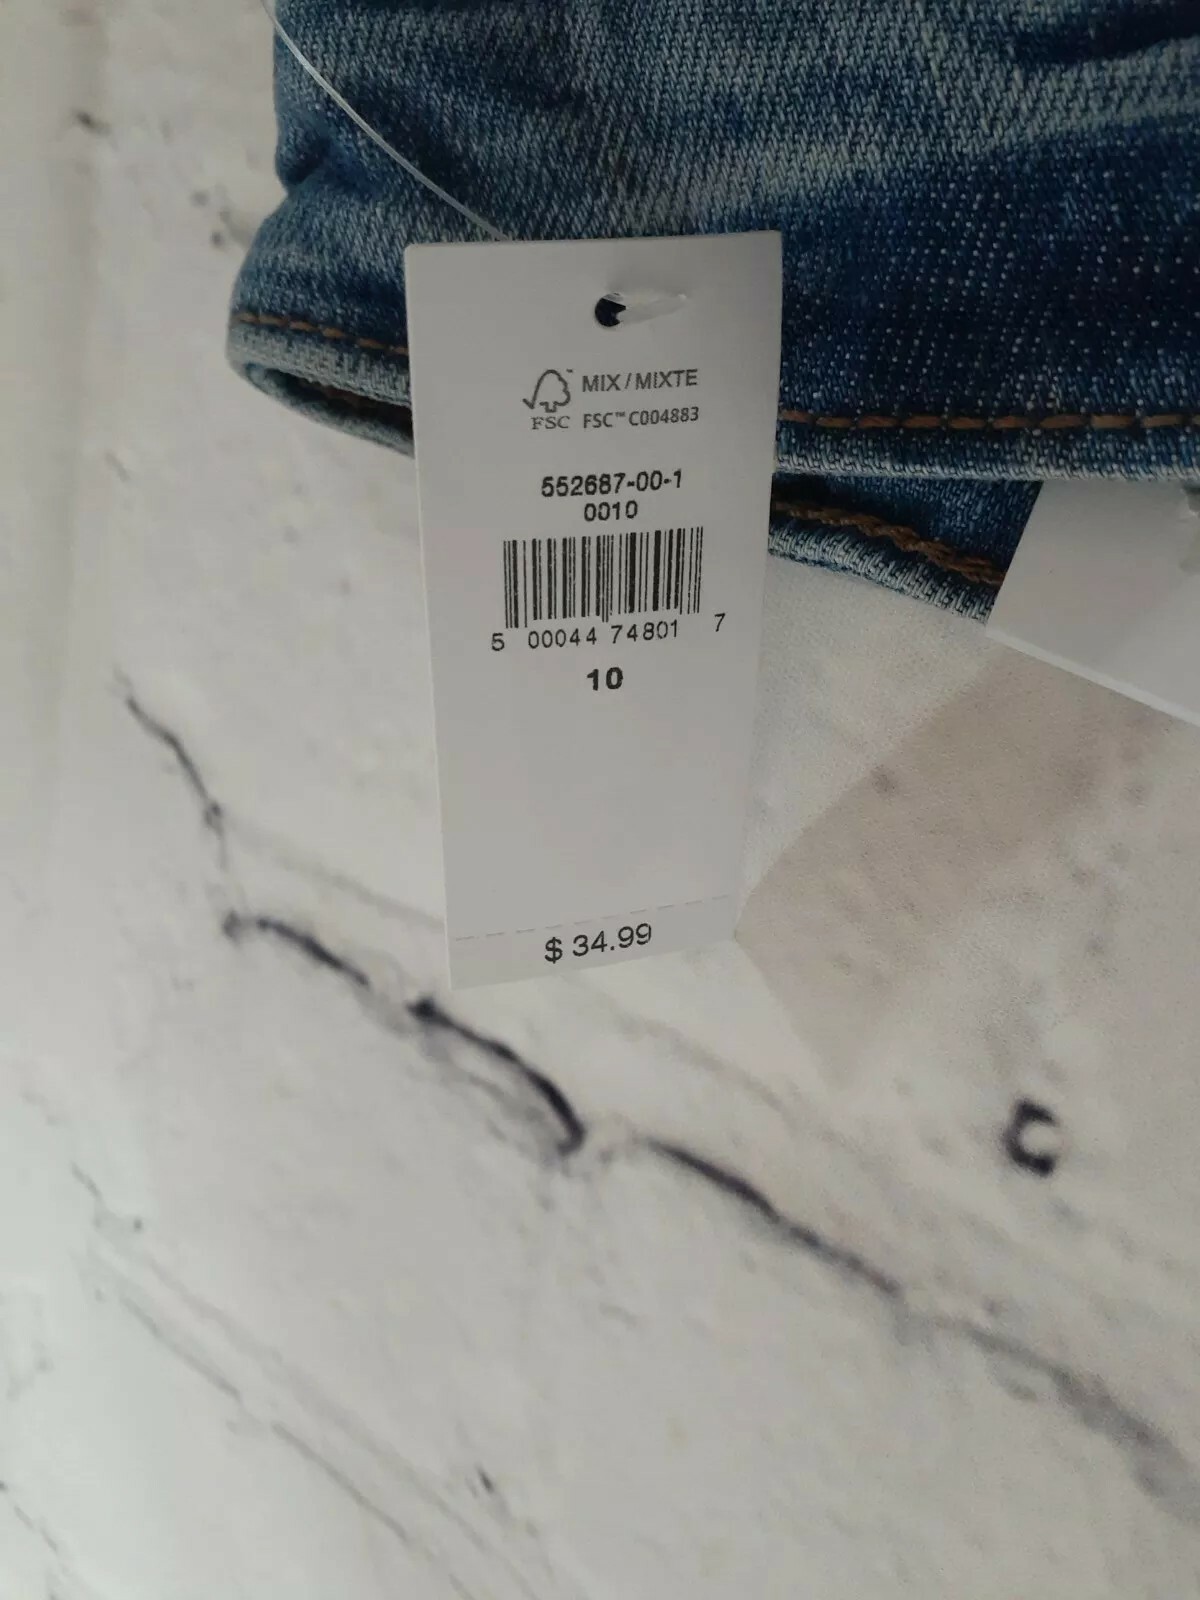 MIX / MIXTE
FSC FSC™ C004883
552687-00-1
0010
5 00044 74801 7
10
$ 34.99